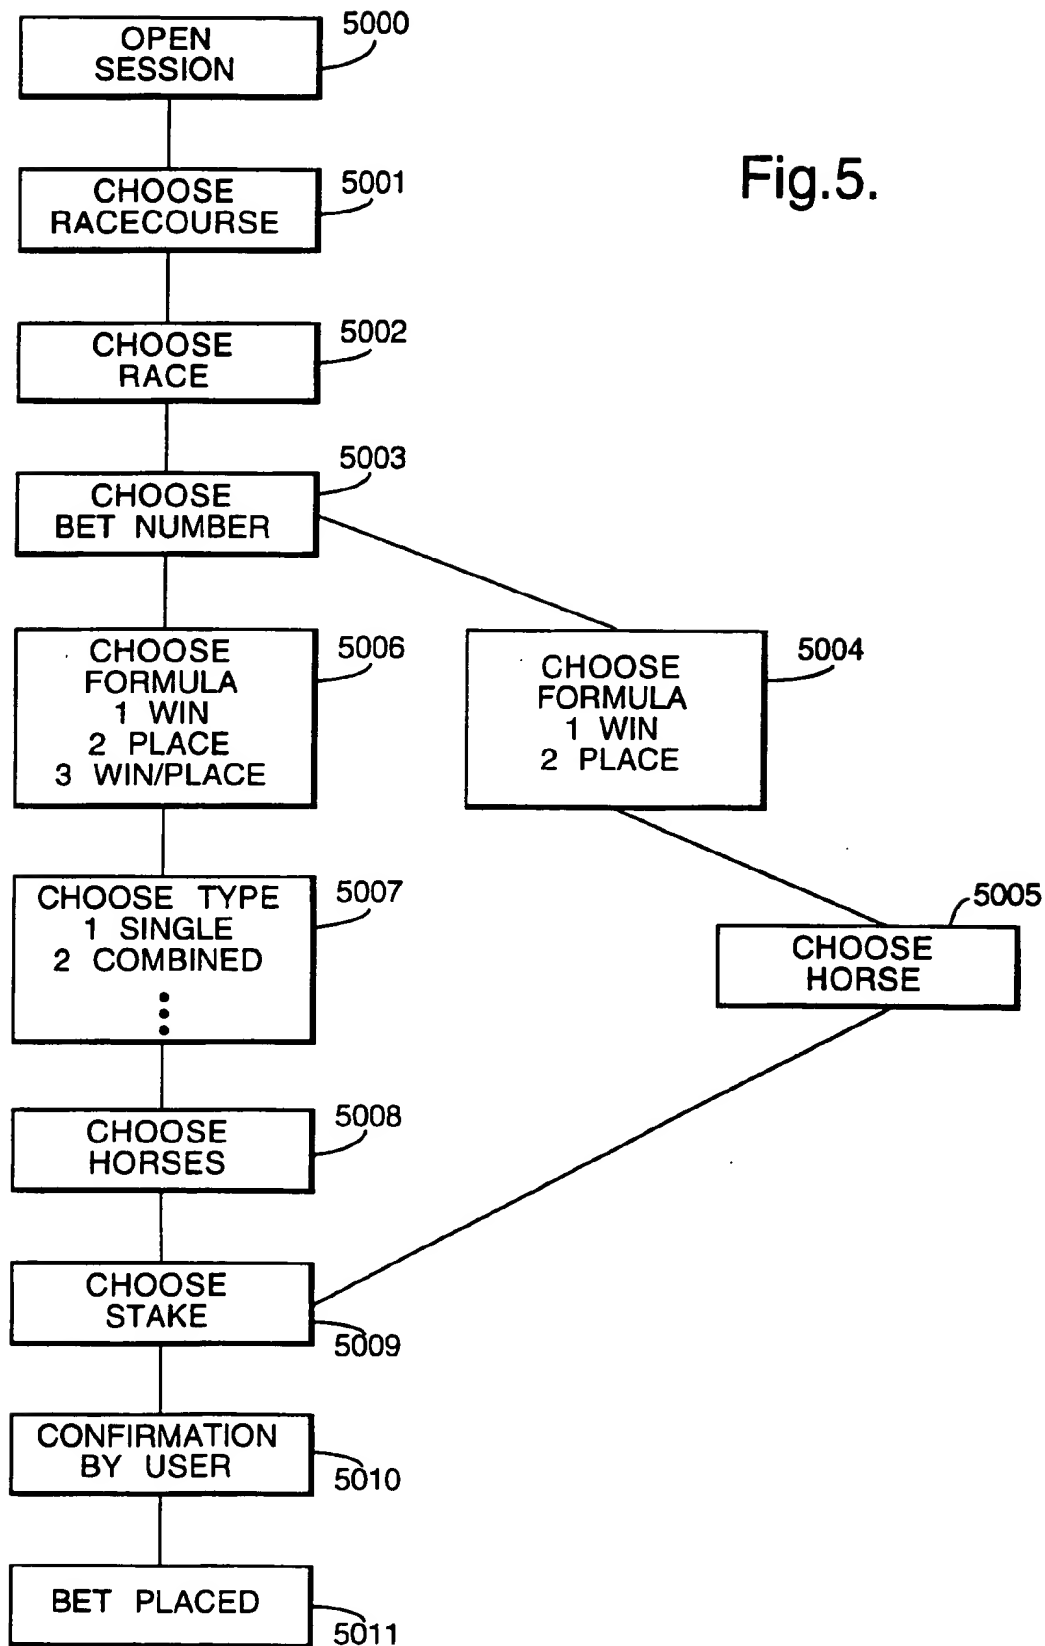 5000
OPEN
SESSION
Fig.5.
5001
CHOOSE
RACECOURSE
5002
CHOOSE
RACE
5003
CHOOSE
BET NUMBER
5006
CHOOSE
FORMULA
1 WIN
2 PLACE
3 WIN/PLACE
5004
CHOOSE
FORMULA
1 WIN
2 PLACE
5007
CHOOSE TYPE
1 SINGLE
2 COMBINED
5005
CHOOSE
HORSE
5008
CHOOSE
HORSES
CHOOSE
STAKE
5009
CONFIRMATION
BY USER
5010
BET PLACED
5011